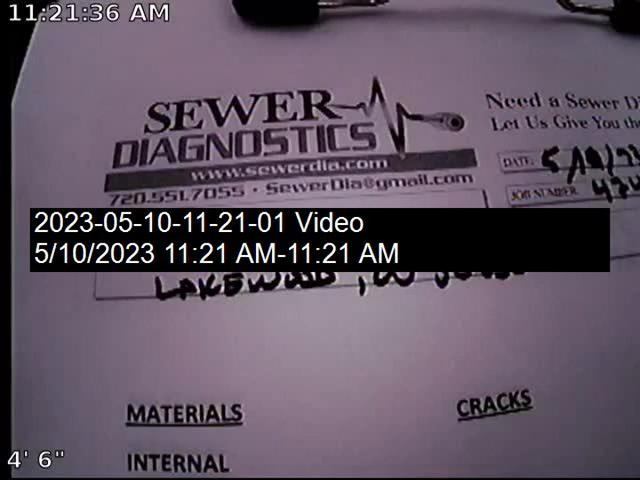 11:21:36 AM
SEWER
DIAGNOSTICS
www.sewerdia.com
720.551.7055 · SewerDia@gmail.com
Need a Sewer
Let Us Give You
DATE:
JOB NUMBER
2023-05-10-11-21-01 Video
5/10/2023 11:21 AM-11:21 AM
LAKEWOOD, CO
MATERIALS
CRACKS
INTERNAL
4' 6"